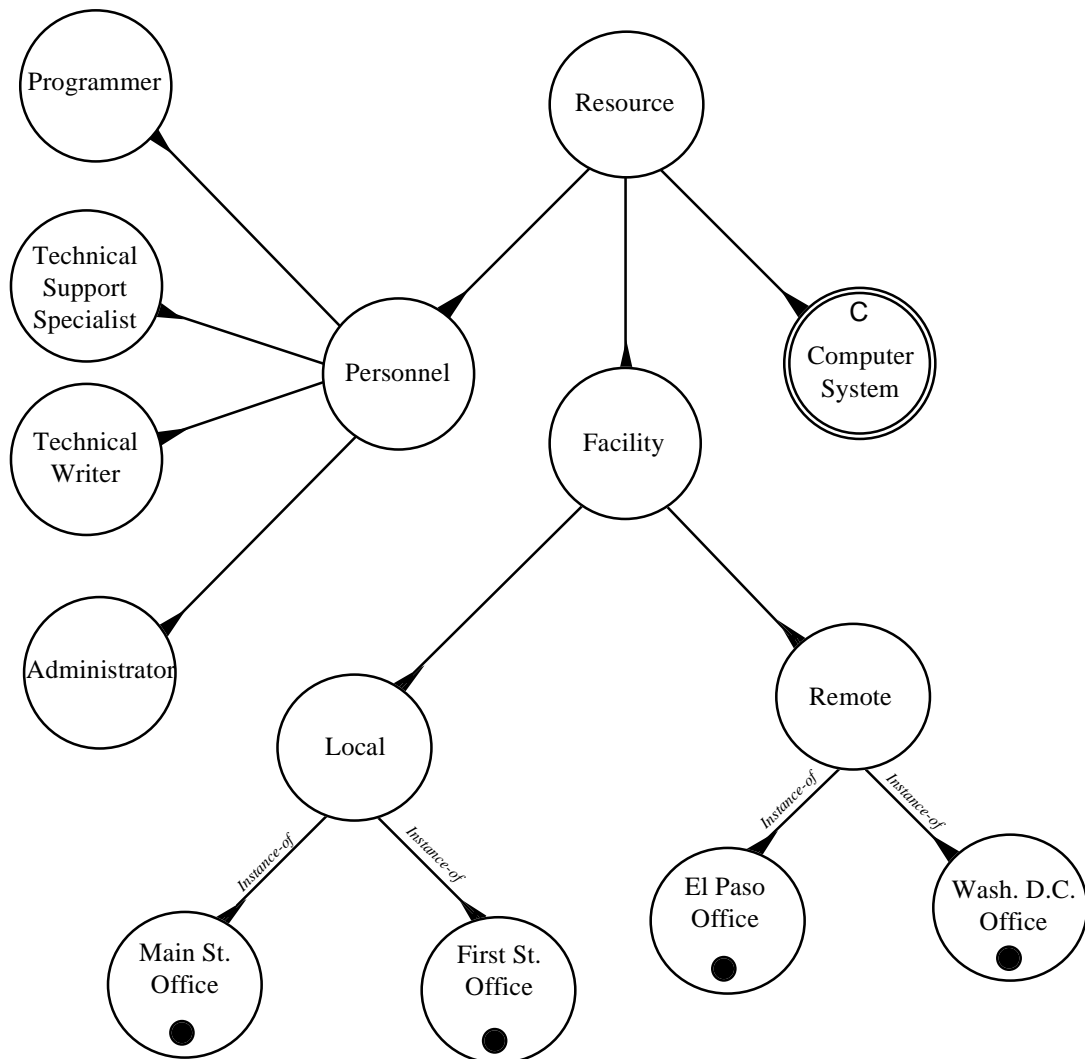 Programmer
Resource
Technical
Support
Specialist
C
Computer
System
Personnel
Technical
Writer
Facility
Administrator
Remote
Local
Instance-of
Instance-of
Instance-of
Instance-of
El Paso
Office
Wash. D.C.
Office
Main St.
Office
First St.
Office